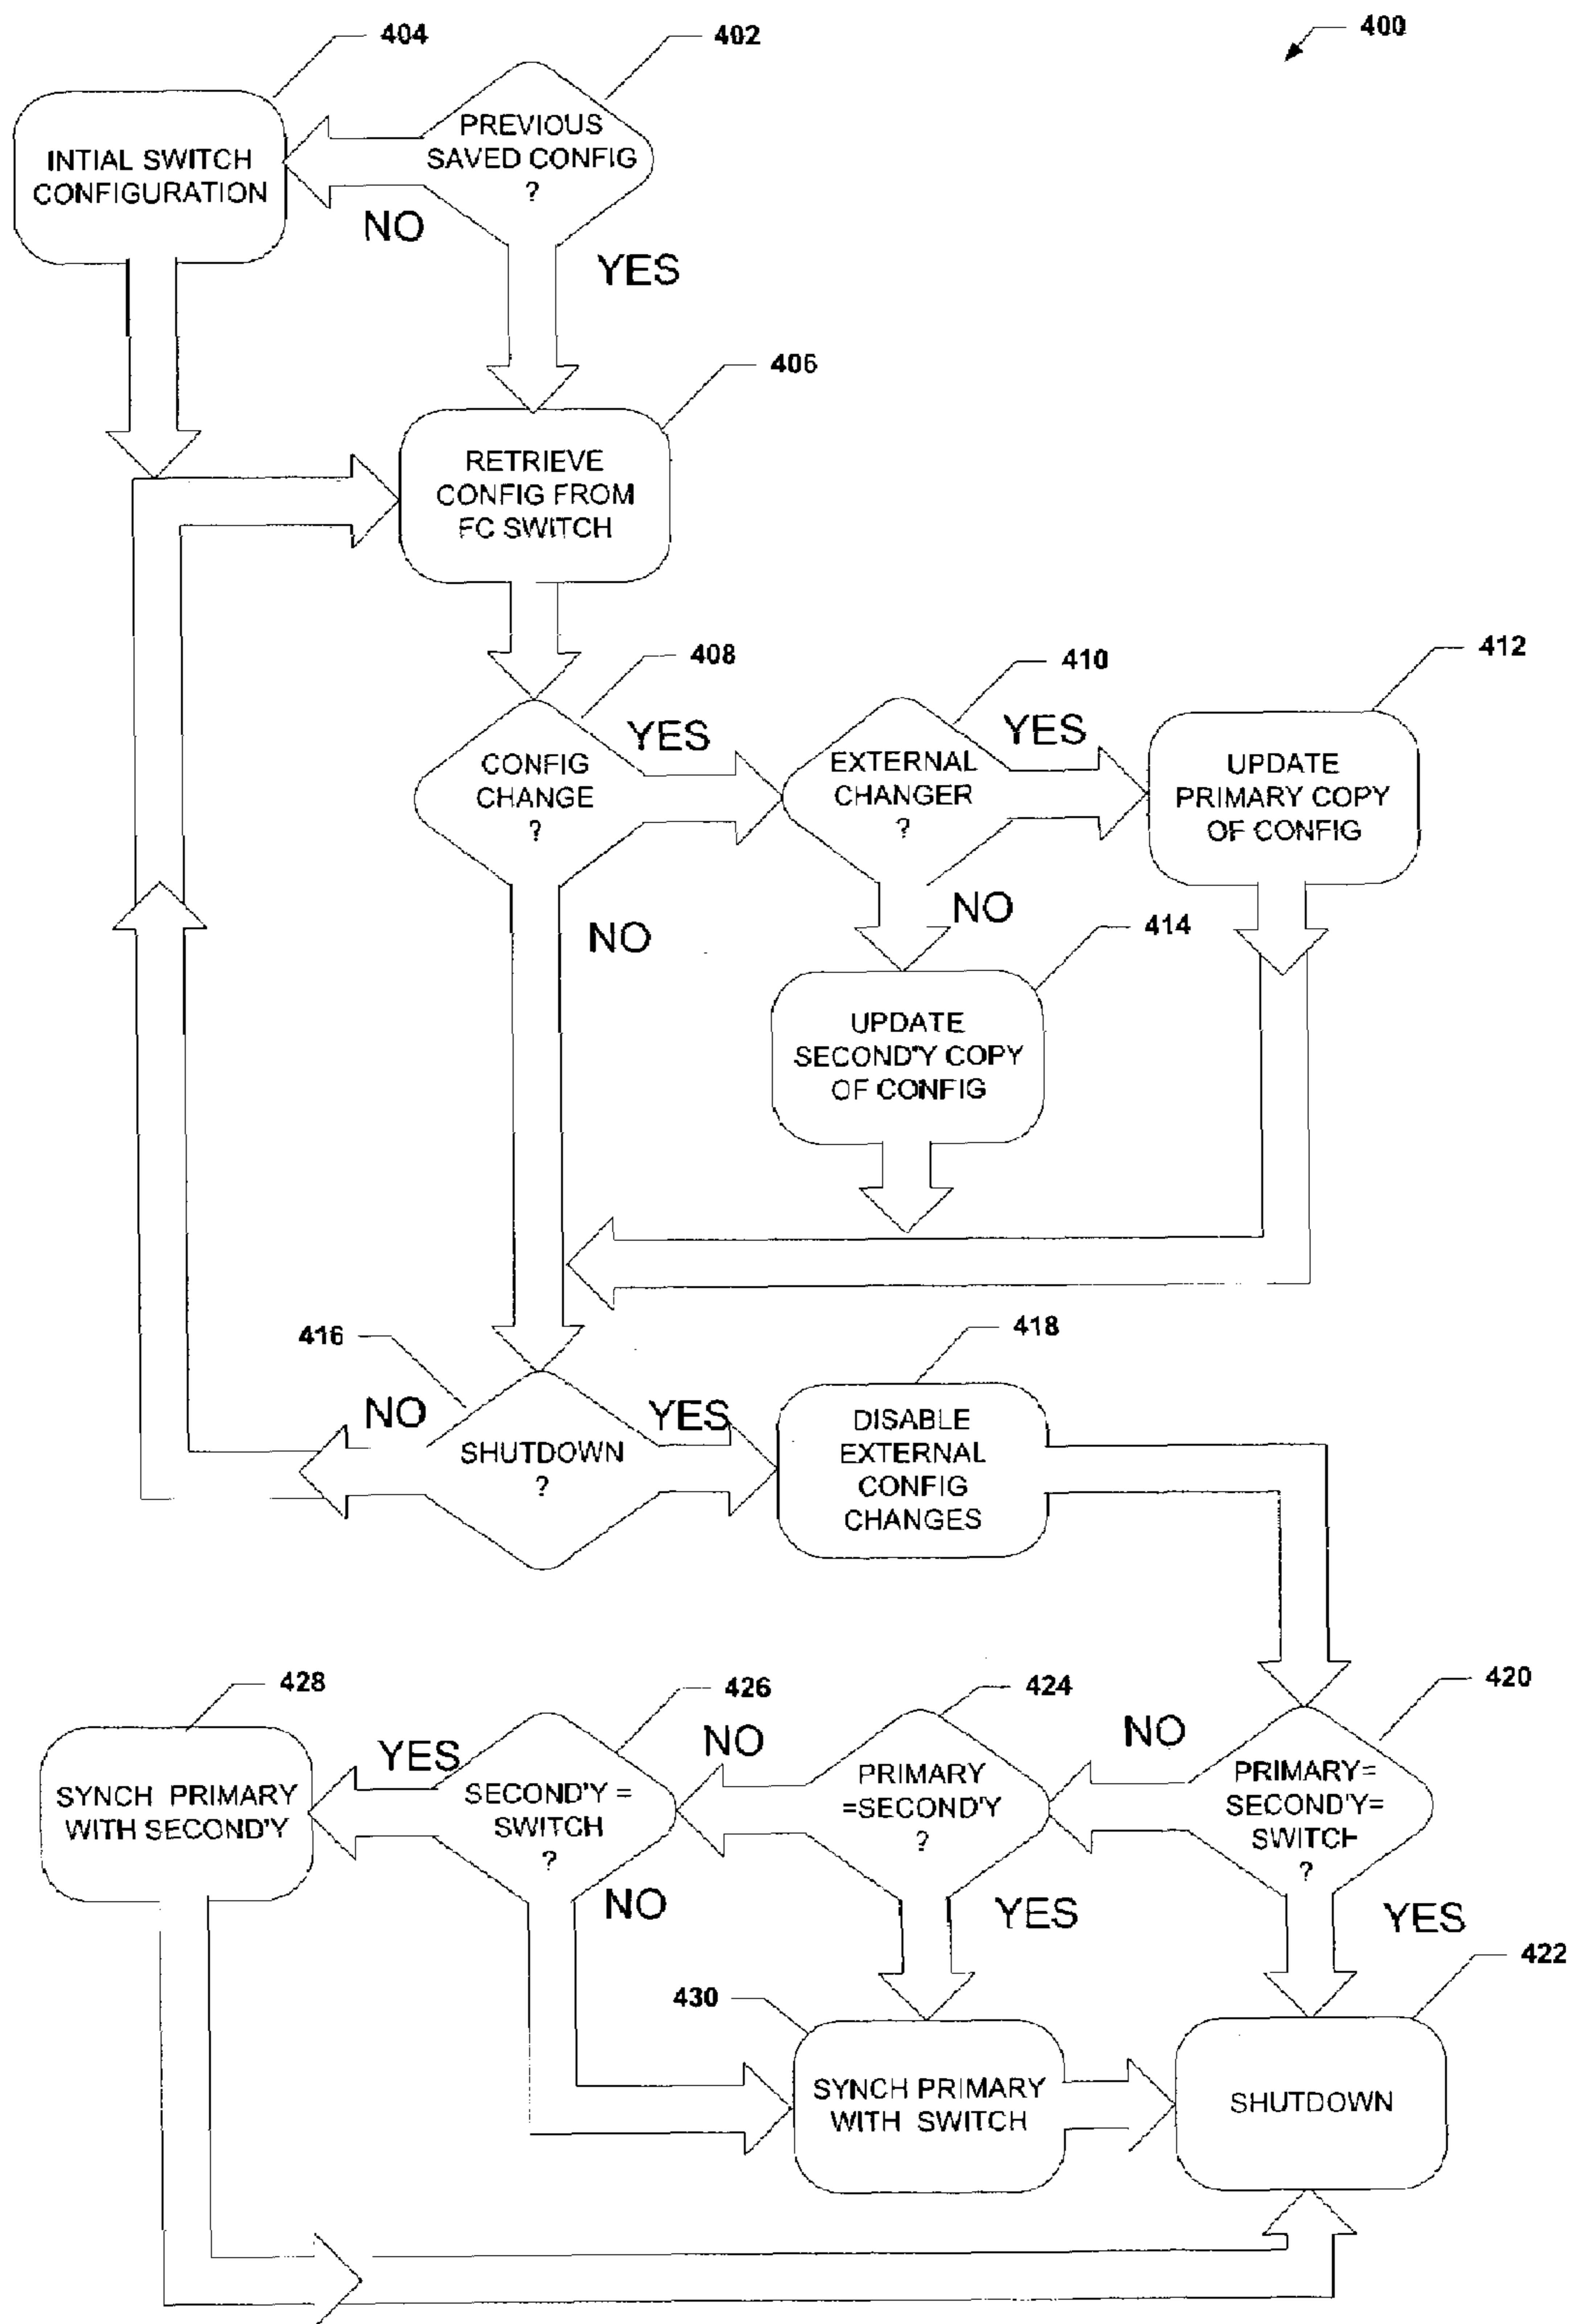 400
404
402
INTIAL SWITCH
CONFIGURATION
PREVIOUS
SAVED CONFIG
?
NO
YES
406
RETRIEVE
CONFIG FROM
FC SWITCH
408
CONFIG
CHANGE
?
YES
NO
410
EXTERNAL
CHANGER
?
YES
NO
412
UPDATE
PRIMARY COPY
OF CONFIG
414
UPDATE
SECOND'Y COPY
OF CONFIG
416
SHUTDOWN
?
NO
YES
418
DISABLE
EXTERNAL
CONFIG
CHANGES
420
PRIMARY=
SECOND'Y=
SWITCH
?
NO
YES
424
PRIMARY
=SECOND'Y
?
NO
YES
426
SECOND'Y =
SWITCH
?
YES
NO
428
SYNCH PRIMARY
WITH SECOND'Y
430
SYNCH PRIMARY
WITH SWITCH
422
SHUTDOWN